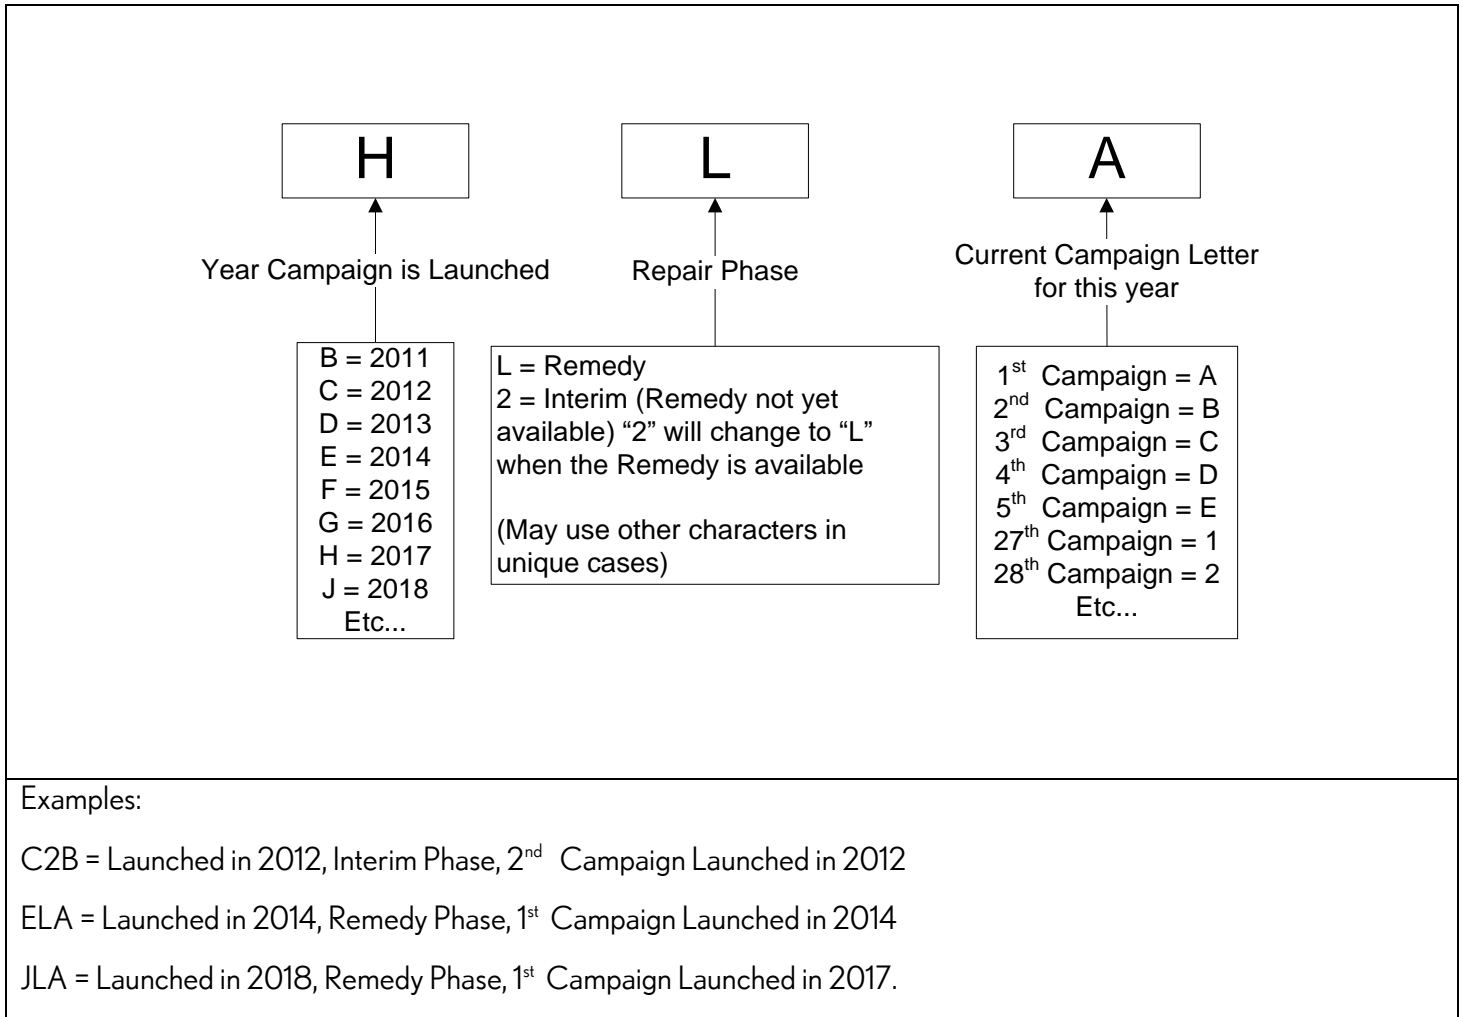 H
L
A
Year Campaign is Launched
Repair Phase
Current Campaign Letter
for this year
B = 2011
C = 2012
D = 2013
E = 2014
F = 2015
G = 2016
H = 2017
J = 2018
Etc...
L = Remedy
2 = Interim (Remedy not yet
available) “2” will change to “L”
when the Remedy is available
(May use other characters in
unique cases)
1st Campaign = A
2nd Campaign = B
3rd Campaign = C
4th Campaign = D
5th Campaign = E
27th Campaign = 1
28th Campaign = 2
Etc...
Examples:
C2B = Launched in 2012, Interim Phase, 2nd Campaign Launched in 2012
ELA = Launched in 2014, Remedy Phase, 1st Campaign Launched in 2014
JLA = Launched in 2018, Remedy Phase, 1st Campaign Launched in 2017.